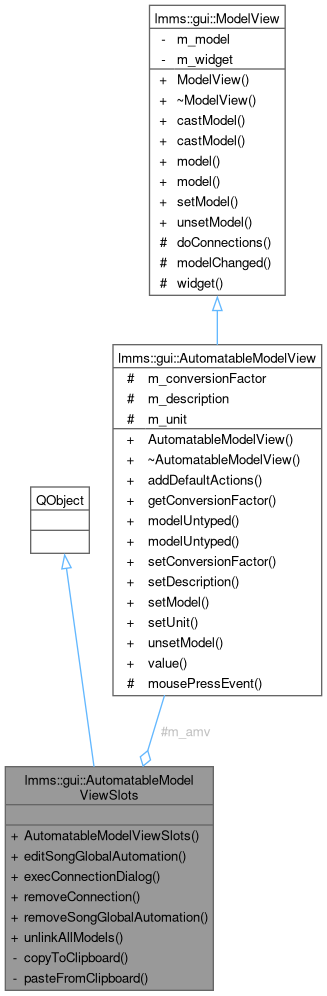 lmms::gui::ModelView
- m_model
- m_widget
+ ModelView()
+ ~ModelView()
+ castModel()
+ castModel()
+ model()
+ model()
+ setModel()
+ unsetModel()
# doConnections()
# modelChanged()
# widget()
lmms::gui::AutomatableModelView
# m_conversionFactor
# m_description
# m_unit
+ AutomatableModelView()
+ ~AutomatableModelView()
+ addDefaultActions()
+ getConversionFactor()
+ modelUntyped()
+ modelUntyped()
+ setConversionFactor()
+ setDescription()
+ setModel()
+ setUnit()
+ unsetModel()
+ value()
# mousePressEvent()
QObject
#m_amv
lmms::gui::AutomatableModel
ViewSlots
+ AutomatableModelViewSlots()
+ editSongGlobalAutomation()
+ execConnectionDialog()
+ removeConnection()
+ removeSongGlobalAutomation()
+ unlinkAllModels()
- copyToClipboard()
- pasteFromClipboard()